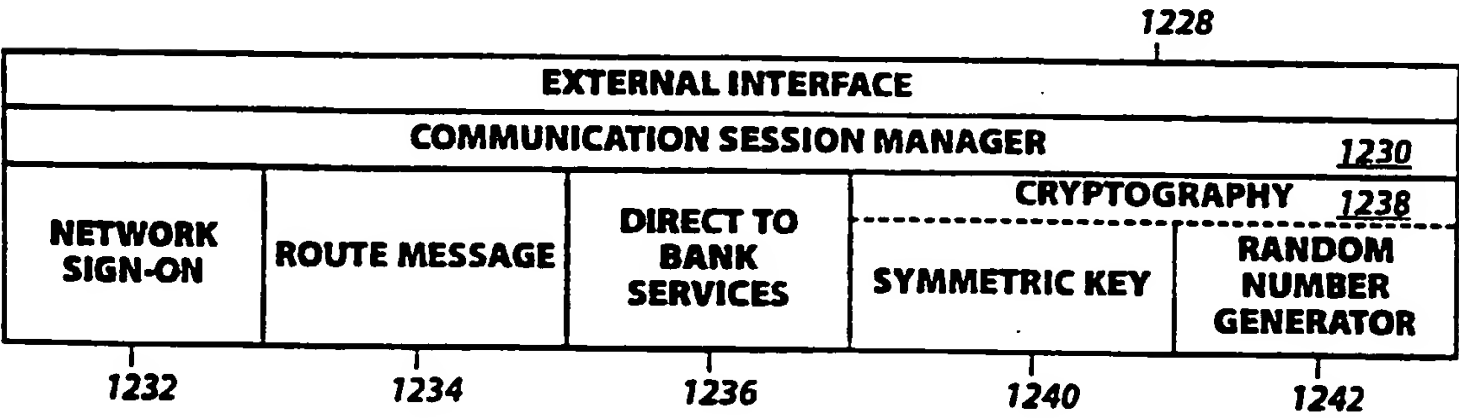 1228
EXTERNAL INTERFACE
COMMUNICATION SESSION MANAGER 1230
CRYPTOGRAPHY 1238
NETWORK
SIGN-ON
ROUTE MESSAGE
DIRECT TO
BANK
SERVICES
SYMMETRIC KEY
RANDOM
NUMBER
GENERATOR
1232
1234
1236
1240
1242